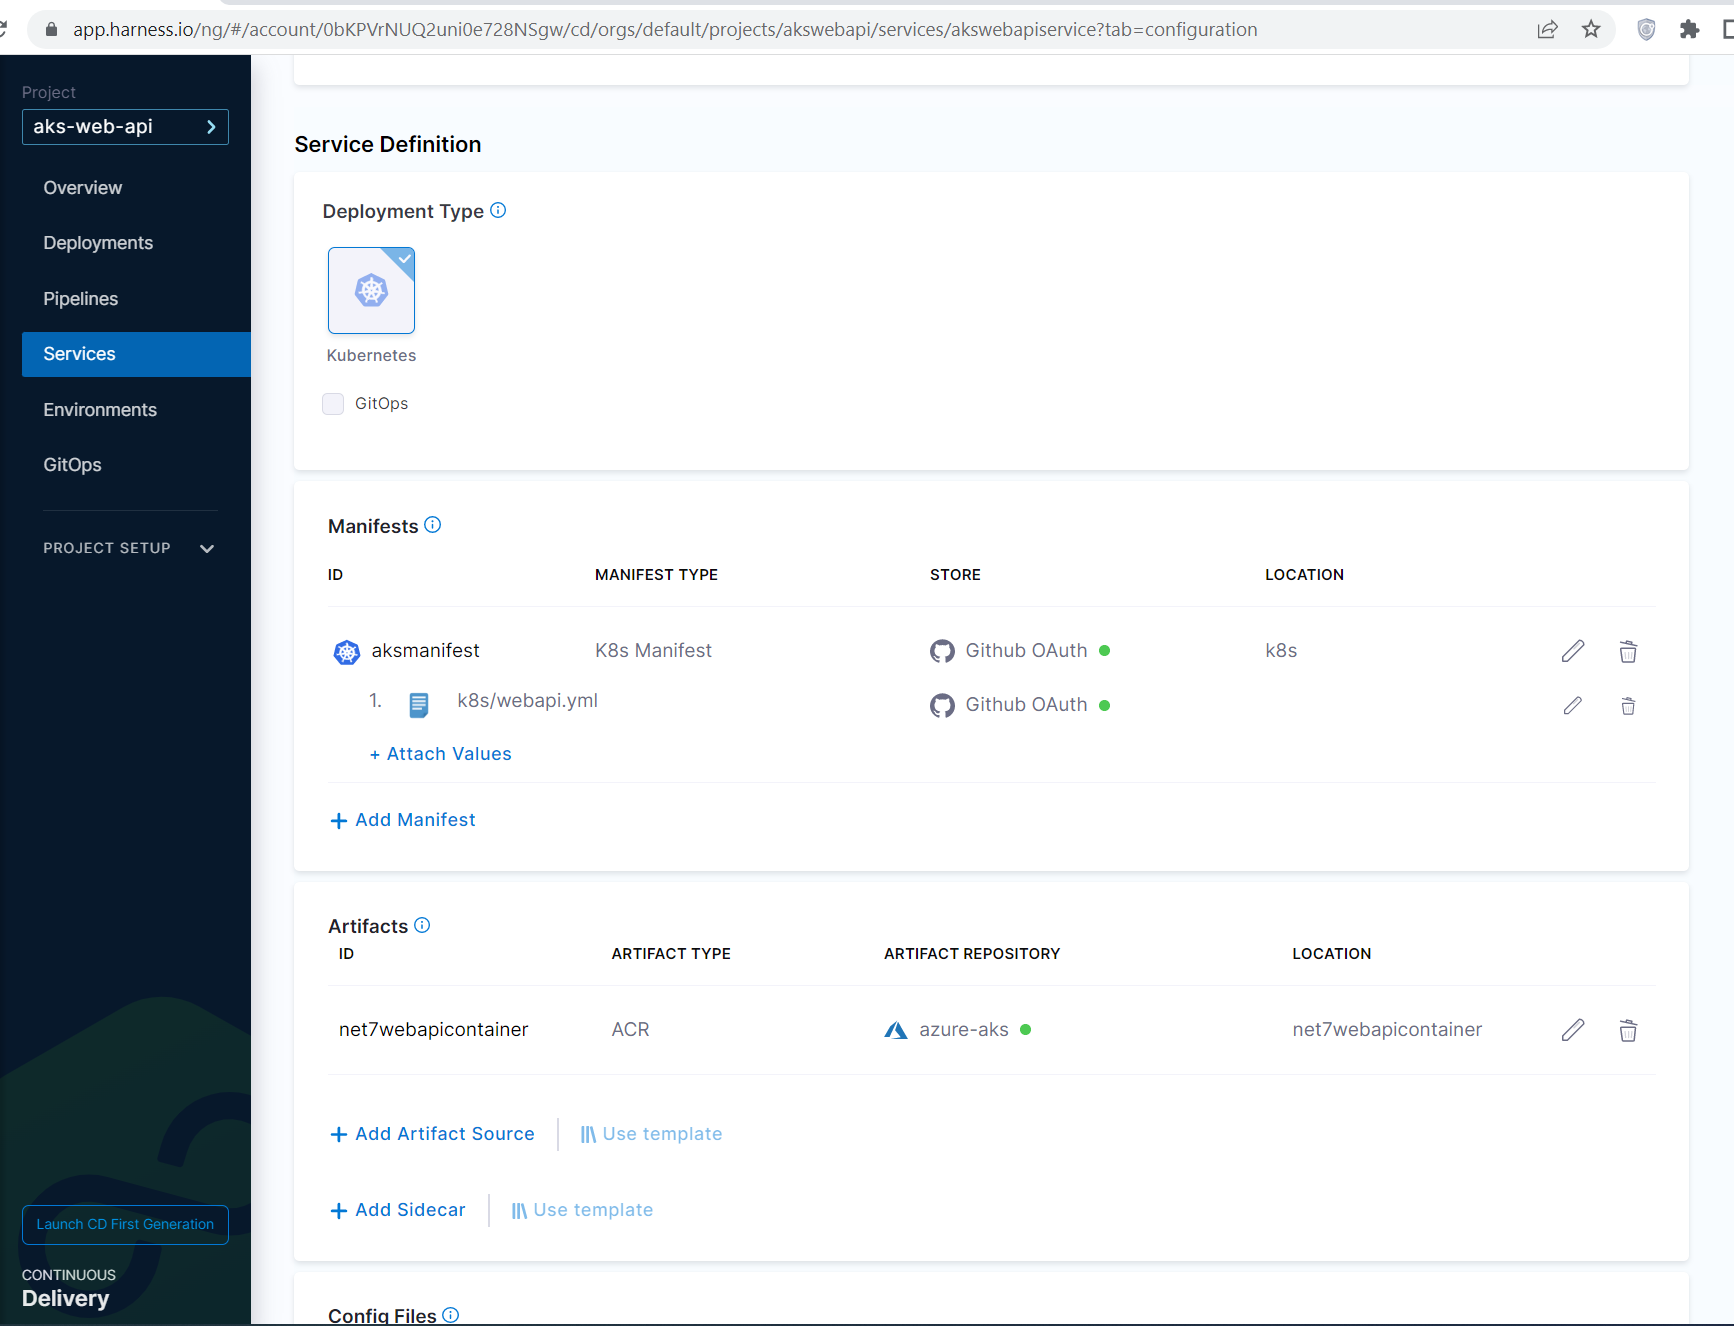 app.harness.io/ng/#/account/0bKPVrNUQ2uni0e728NSgw/cd/orgs/default/projects/akswebapi/services/akswebapiservice?tab=configuration
Project
aks-web-api
Overview
Deployments
Pipelines
Services
Environments
GitOps
PROJECT SETUP
Launch CD First Generation
CONTINUOUS
Delivery
Service Definition
Deployment Type
Kubernetes
GitOps
Manifests
ID MANIFEST TYPE STORE LOCATION
aksmanifest K8s Manifest Github OAuth k8s
1. k8s/webapi.yml Github OAuth
+ Attach Values
+ Add Manifest
Artifacts
ID ARTIFACT TYPE ARTIFACT REPOSITORY LOCATION
net7webapicontainer ACR azure-aks net7webapicontainer
+ Add Artifact Source Use template
+ Add Sidecar Use template
Config Files